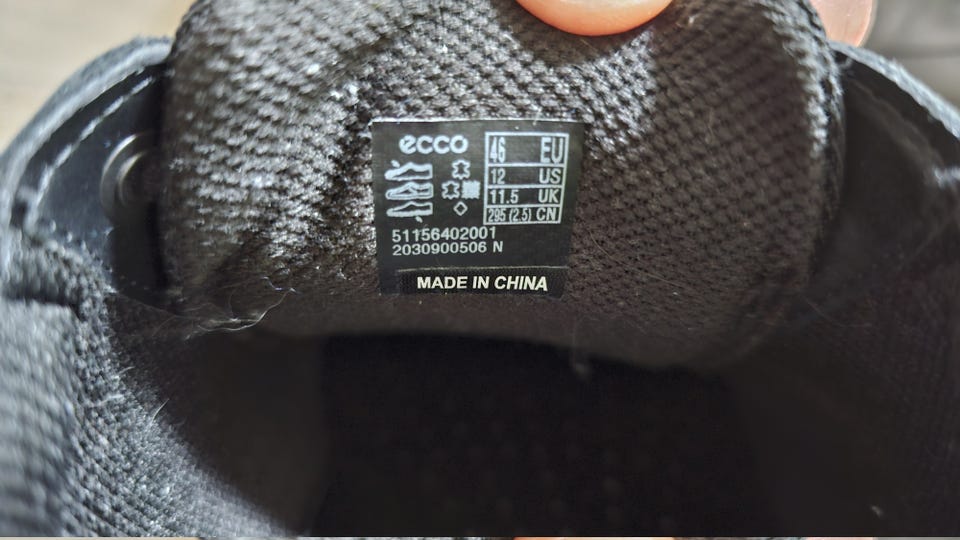 ecco
46 EU
12 US
11.5 UK
295 (2.5) CN
51156402001
2030900506 N
MADE IN CHINA